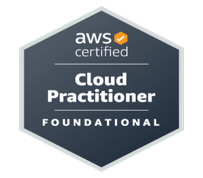 aws
certified
Cloud
Practitioner
FOUNDATIONAL